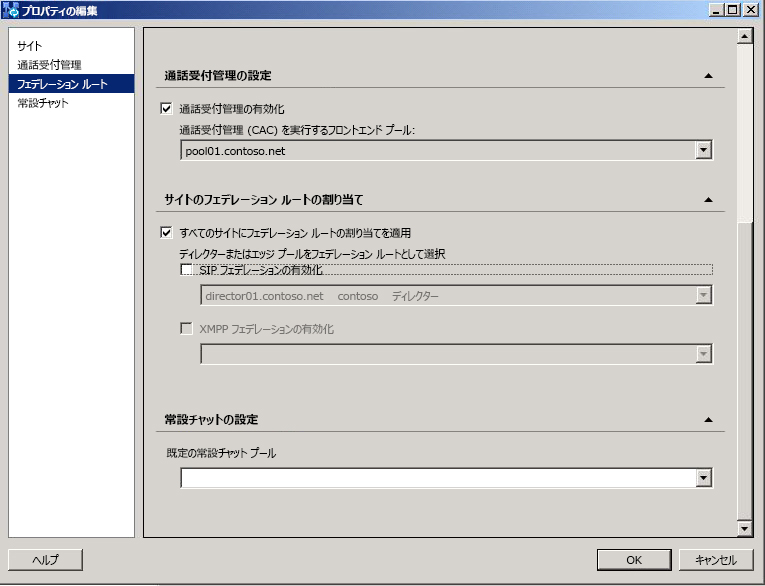 プロパティの編集
サイト
通話受付管理
フェデレーション ルート
常設チャット
通話受付管理の設定
通話受付管理の有効化
通話受付管理 (CAC) を実行するフロントエンド プール:
pool01.contoso.net
サイトのフェデレーション ルートの割り当て
すべてのサイトにフェデレーション ルートの割り当てを適用
ディレクターまたはエッジ プールをフェデレーション ルートとして選択
SIP フェデレーションの有効化
director01.contoso.net contoso ディレクター
XMPP フェデレーションの有効化
常設チャットの設定
既定の常設チャット プール
ヘルプ
OK
キャンセル